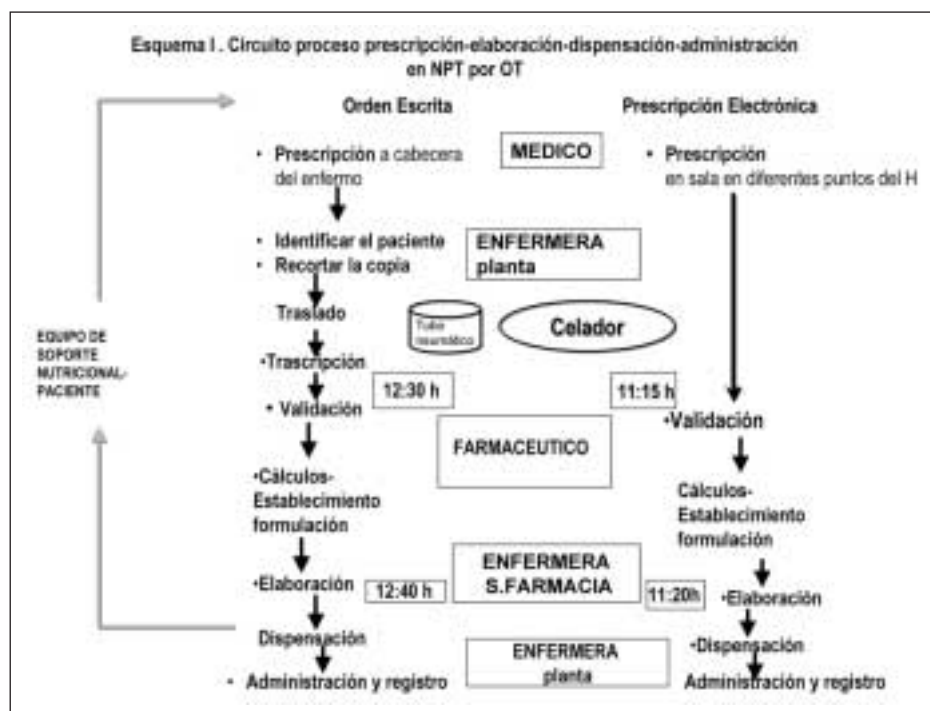 Esquema I . Circuito proceso prescripción-elaboración-dispensación-administración
en NPT por OT
Orden Escrita
Prescripción Electrónica
• Prescripción a cabecera
del enfermo
MEDICO
• Prescripción
en sala en diferentes puntos del H
• Identificar el paciente
• Recortar la copia
ENFERMERA
planta
Traslado
Tubo
neumático
Celador
EQUIPO DE
SOPORTE
NUTRICIONAL-
PACIENTE
•Trascripción
12:30 h
11:15 h
• Validación
•Validación
FARMACEUTICO
•Cálculos-
Establecimiento
formulación
Cálculos-
Establecimiento
formulación
ENFERMERA
S.FARMACIA
•Elaboración
12:40 h
11:20h
•Elaboración
Dispensación
•Dispensación
ENFERMERA
planta
• Administración y registro
Administración y registro